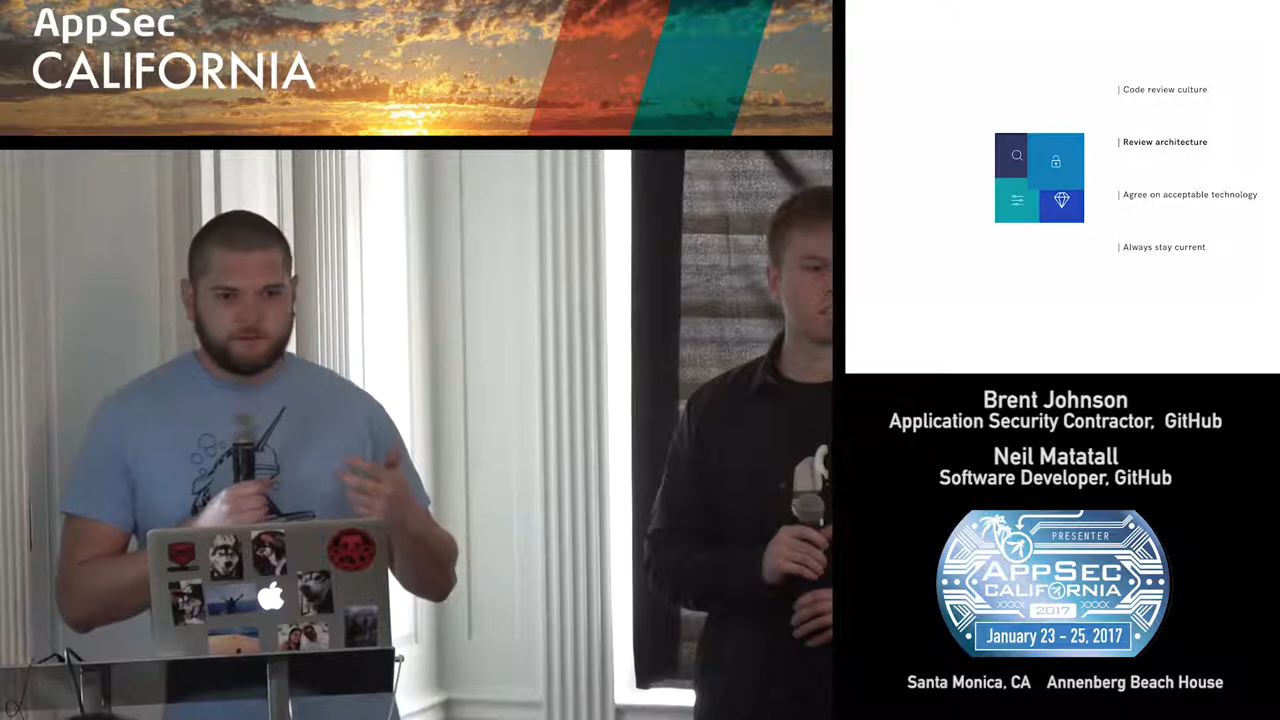 AppSec
CALIFORNIA
| Code review culture
| Review architecture
| Agree on acceptable technology
| Always stay current
Brent Johnson
Application Security Contractor, GitHub
Neil Matatall
Software Developer, GitHub
PRESENTER
APPSEC
CALIFORNIA
XXXX 2017 XXXX
January 23 - 25, 2017
Santa Monica, CA Annenberg Beach House